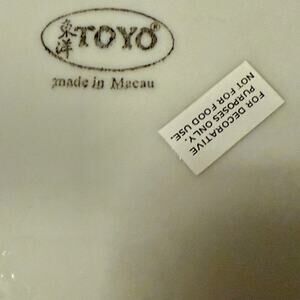 東洋 TOYO
made in Macau
FOR DECORATIVE
PURPOSES ONLY.
NOT FOR FOOD USE.